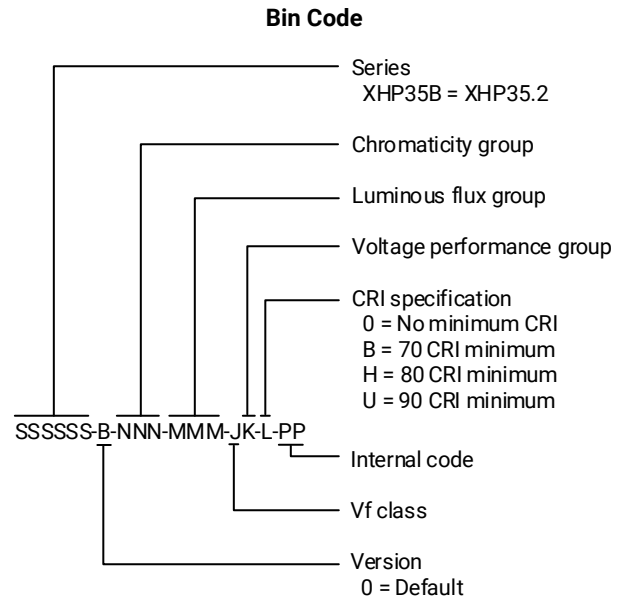 Bin Code
Series
XHP35B = XHP35.2
Chromaticity group
Luminous flux group
Voltage performance group
CRI specification
0 = No minimum CRI
B = 70 CRI minimum
H = 80 CRI minimum
U = 90 CRI minimum
SSSSSS-B-NNN-MMM-JK-L-PP
Internal code
Vf class
Version
0 = Default